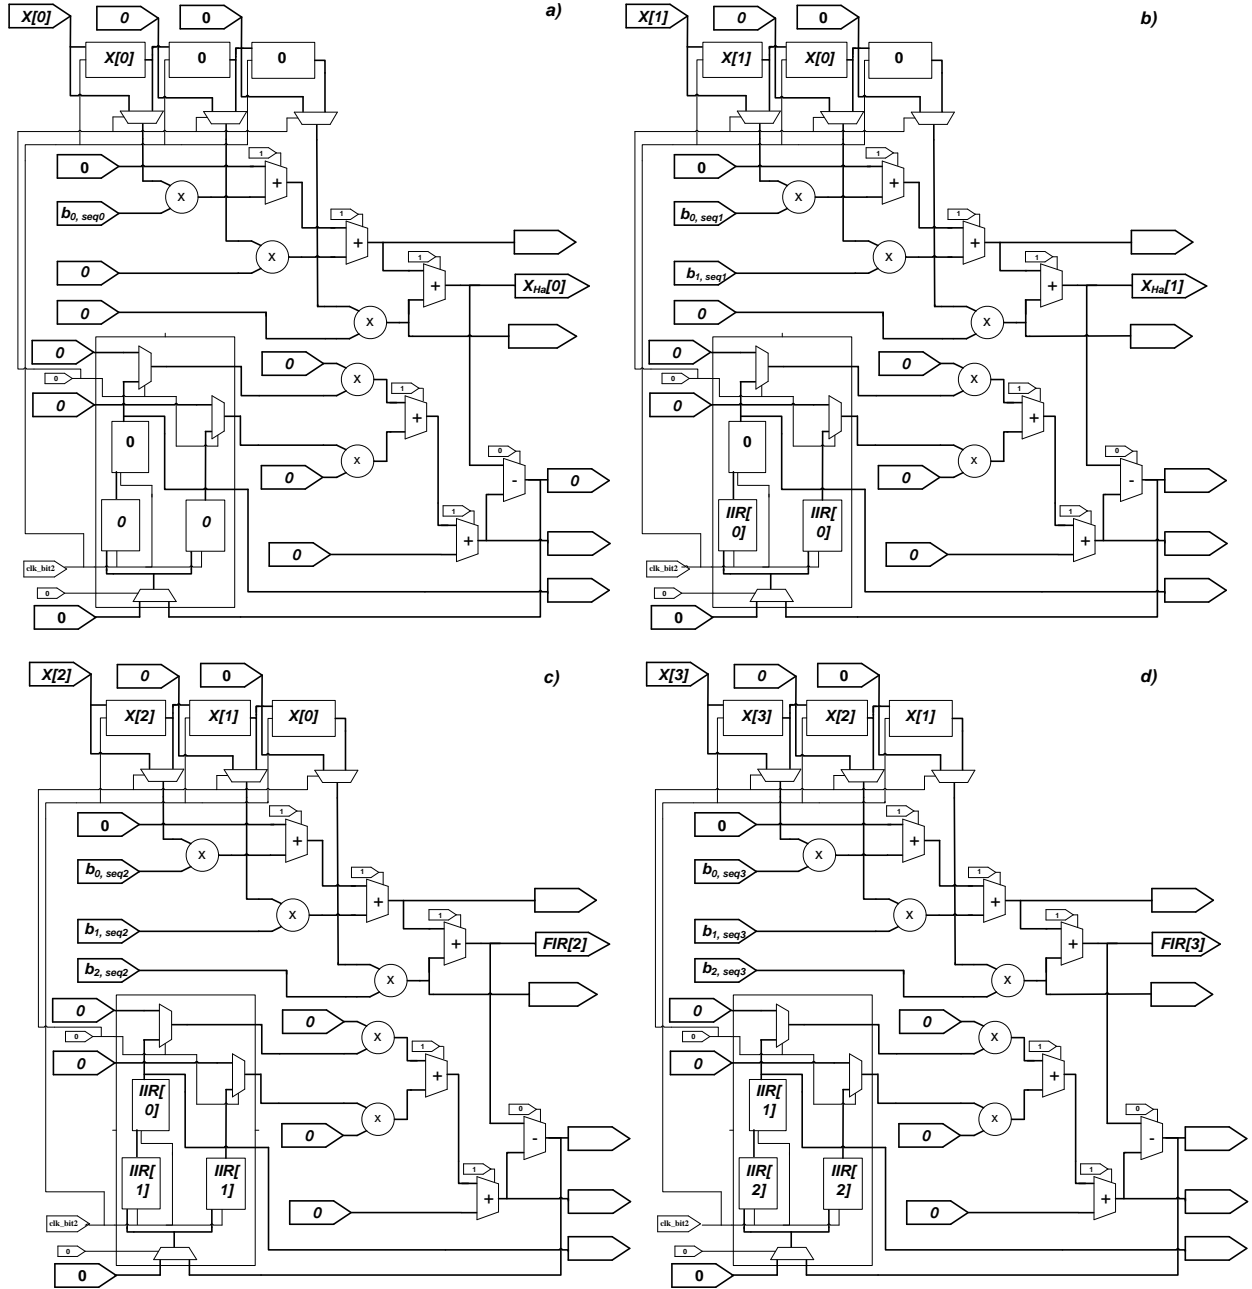 X[0]
0
0
a)
X[0]
0
0
1
0
x
+
b0, seq0
1
+
x
1
0
+
XHa[0]
0
x
0
0
x
0
1
0
+
0
x
0
0
-
0
0
0
1
+
0
clk_bit2
0
0
X[1]
0
0
b)
X[1]
X[0]
0
1
0
x
+
b0, seq1
1
+
x
1
b1, seq1
+
XHa[1]
0
x
0
0
x
0
1
0
+
0
x
0
0
-
IIR[
0]
IIR[
0]
1
+
0
clk_bit2
0
0
X[2]
0
0
c)
X[2]
X[1]
X[0]
1
0
x
+
b0, seq2
1
+
x
1
b1, seq2
+
FIR[2]
b2, seq2
x
0
0
x
0
1
0
+
IIR[
0]
x
0
0
-
IIR[
1]
IIR[
1]
1
+
0
clk_bit2
0
0
X[3]
0
0
d)
X[3]
X[2]
X[1]
1
0
x
+
b0, seq3
1
+
x
1
b1, seq3
+
FIR[3]
b2, seq3
x
0
0
x
0
1
0
+
IIR[
1]
x
0
0
-
IIR[
2]
IIR[
2]
1
+
0
clk_bit2
0
0